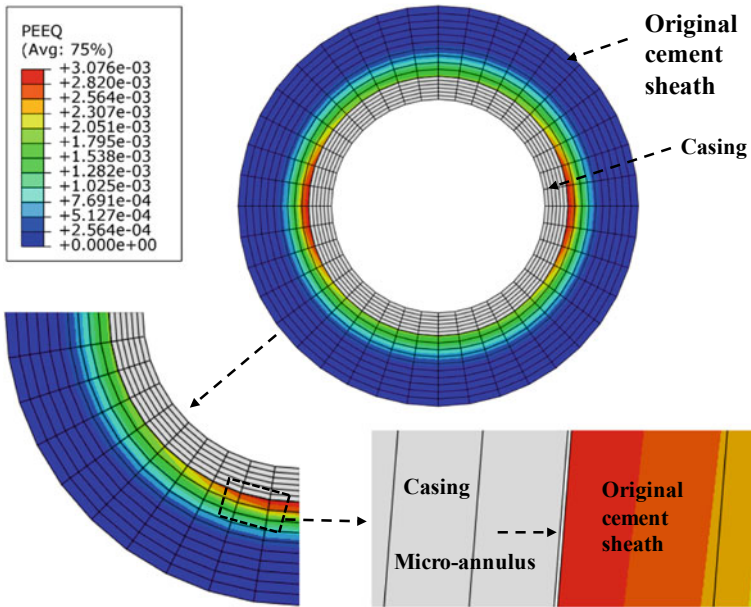 PEEQ
(Avg: 75%)
+3.076e-03
+2.820e-03
+2.564e-03
+2.307e-03
+2.051e-03
+1.795e-03
+1.538e-03
+1.282e-03
+1.025e-03
+7.691e-04
+5.127e-04
+2.564e-04
+0.000e+00
Original
cement
sheath
Casing
Casing
Micro-annulus
Original
cement
sheath